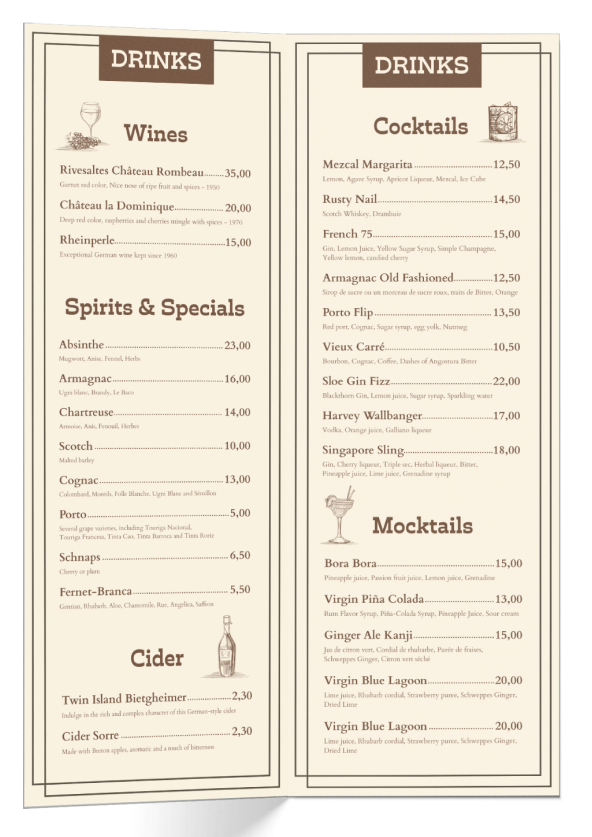 DRINKS
Wines
Rivesaltes Château Rombeau 35,00
Garnet red color, Nice nose of ripe fruit and spices - 1950
Château la Dominique 20,00
Deep red color, raspberries and cherries mingle with spices - 1970
Rheinperle 15,00
Exceptional German wine kept since 1960
Spirits & Specials
Absinthe 23,00
Mugwort, Anise, Fennel, Herbs
Armagnac 16,00
Ugni blanc, Brandy, Le Baco
Chartreuse 14,00
Armoise, Anis, Fenouil, Herbes
Scotch 10,00
Malted barley
Cognac 13,00
Colombard, Montils, Folle Blanche, Ugni Blanc and Sémillon
Porto 5,00
Several grape varieties, including Touriga Nacional,
Touriga Francesa, Tinta Cao, Tinta Barroca and Tinta Roriz
Schnaps 6,50
Cherry or plum
Fernet-Branca 5,50
Gentian, Rhubarb, Aloe, Chamomile, Rue, Angelica, Saffron
Cider
Twin Island Bietgheimer 2,30
Indulge in the rich and complex character of this German-style cider
Cider Sorre 2,30
Made with Breton apples, aromatic and a touch of bitterness
DRINKS
Cocktails
Mezcal Margarita 12,50
Lemon, Agave Syrup, Apricot Liqueur, Mezcal, Ice Cube
Rusty Nail 14,50
Scotch Whiskey, Drambuie
French 75 15,00
Gin, Lemon Juice, Yellow Sugar Syrup, Simple Champagne,
Yellow lemon, candied cherry
Armagnac Old Fashioned 12,50
Sirop de sucre ou un morceau de sucre roux, traits de Bitter, Orange
Porto Flip 13,50
Red port, Cognac, Sugar syrup, egg yolk, Nutmeg
Vieux Carré 10,50
Bourbon, Cognac, Coffee, Dashes of Angostura Bitter
Sloe Gin Fizz 22,00
Blackthorn Gin, Lemon juice, Sugar syrup, Sparkling water
Harvey Wallbanger 17,00
Vodka, Orange juice, Galliano liqueur
Singapore Sling 18,00
Gin, Cherry liqueur, Triple sec, Herbal liqueur, Bitter,
Pineapple juice, Lime juice, Grenadine syrup
Mocktails
Bora Bora 15,00
Pineapple juice, Passion fruit juice, Lemon juice, Grenadine
Virgin Piña Colada 13,00
Rum Flavor Syrup, Piña-Colada Syrup, Pineapple Juice, Sour cream
Ginger Ale Kanji 15,00
Jus de citron vert, Cordial de rhubarbe, Purée de fraises,
Schweppes Ginger, Citron vert séché
Virgin Blue Lagoon 20,00
Lime juice, Rhubarb cordial, Strawberry puree, Schweppes Ginger,
Dried Lime
Virgin Blue Lagoon 20,00
Lime juice, Rhubarb cordial, Strawberry puree, Schweppes Ginger,
Dried Lime